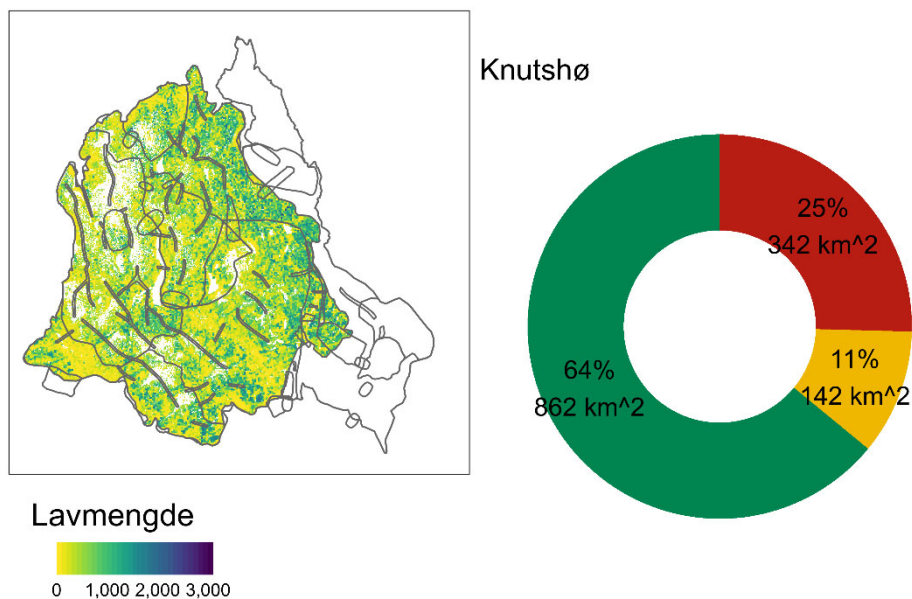 Knutshø
25%
342 km^2
11%
142 km^2
64%
862 km^2
Lavmengde
0 1,000 2,000 3,000